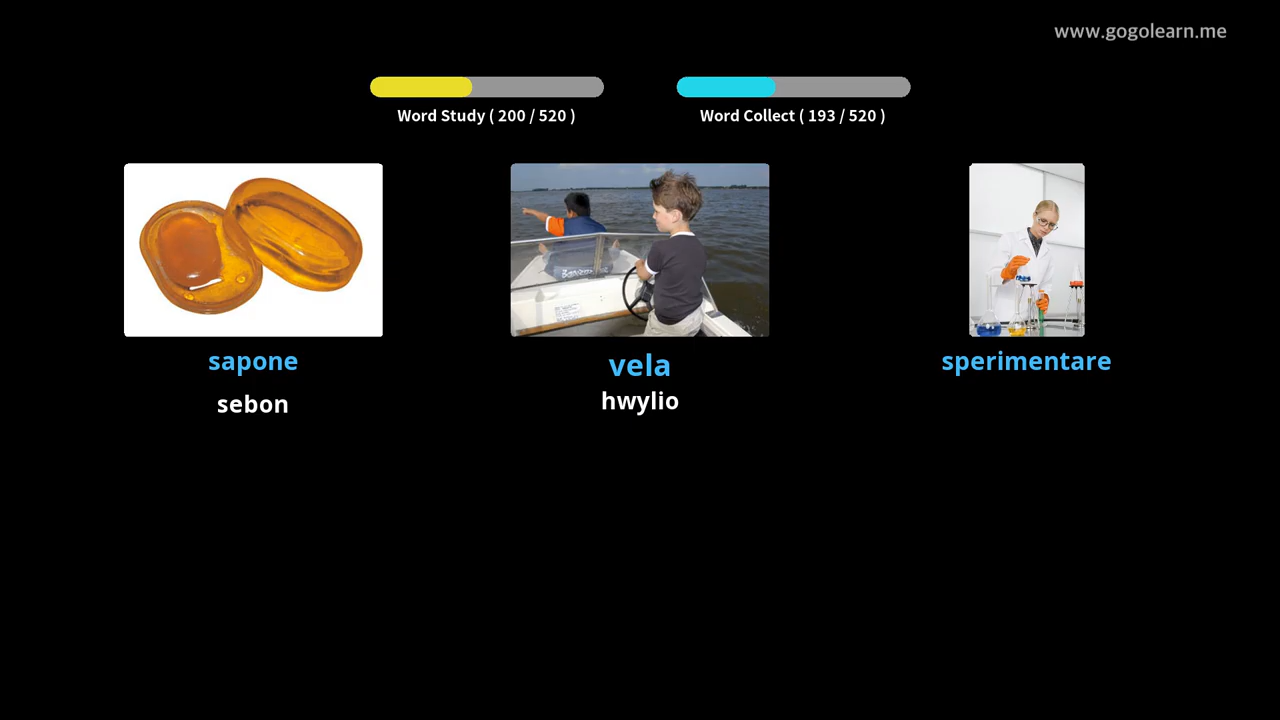 www.gogolearn.me
Word Study ( 200 / 520 )
Word Collect ( 193 / 520 )
sapone
vela
sperimentare
sebon
hwylio